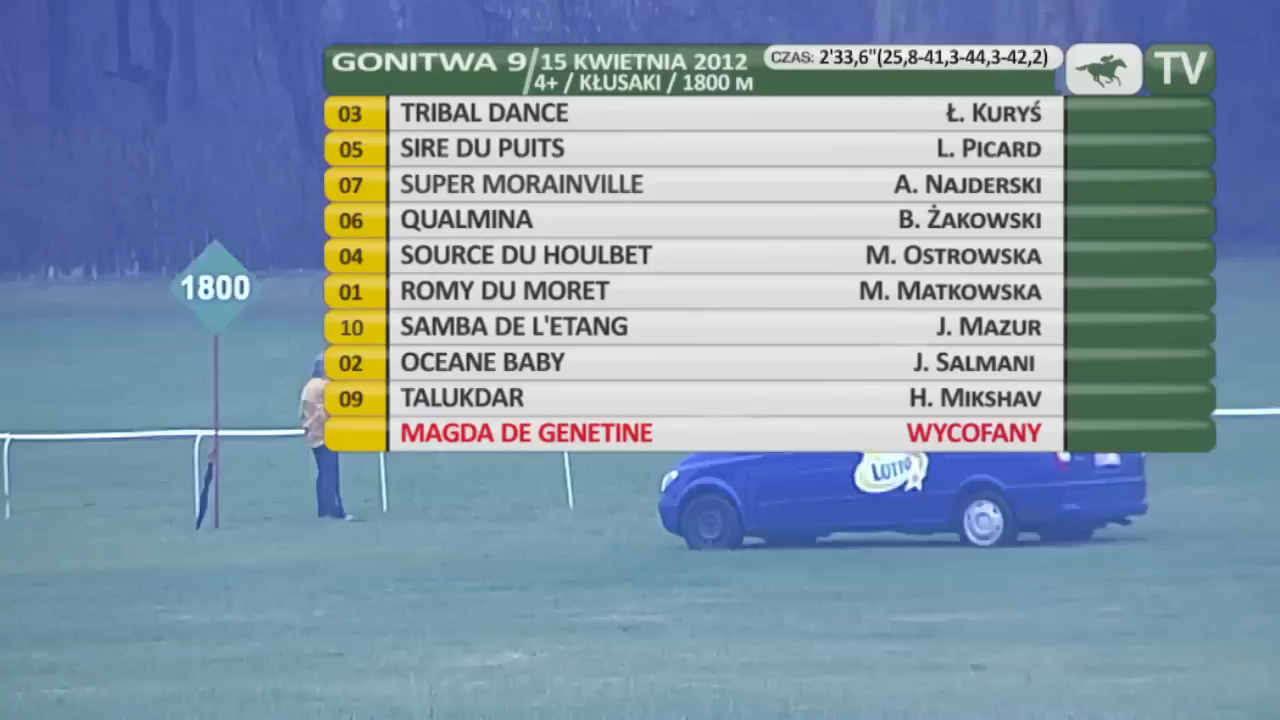 GONITWA 9/15 KWIETNIA 2012 CZAS: 2'33,6"(25,8-41,3-44,3-42,2) TV
4+ / KŁUSAKI / 1800 M
03 TRIBAL DANCE Ł. KURYŚ
05 SIRE DU PUITS L. PICARD
07 SUPER MORAINVILLE A. NAJDERSKI
06 QUALMINA B. ŻAKOWSKI
04 SOURCE DU HOULBET M. OSTROWSKA
01 ROMY DU MORET M. MATKOWSKA
10 SAMBA DE L'ETANG J. MAZUR
02 OCEANE BABY J. SALMANI
09 TALUKDAR H. MIKSHAV
MAGDA DE GENETINE WYCOFANY
1800
LOTTO